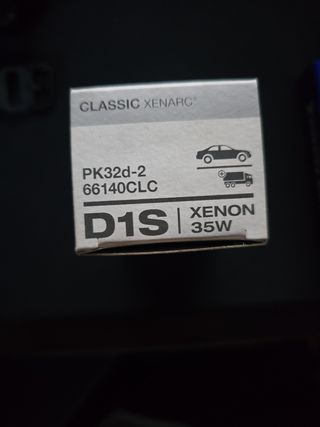 CLASSIC XENARC®
PK32d-2
66140CLC
D1S | XENON
35W